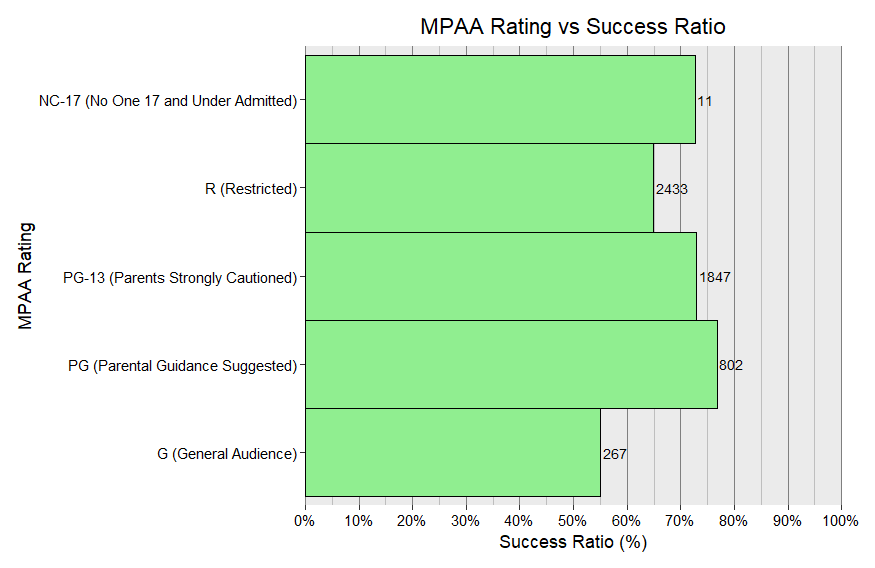 MPAA Rating vs Success Ratio
NC-17 (No One 17 and Under Admitted)
11
R (Restricted)
2433
PG-13 (Parents Strongly Cautioned)
1847
PG (Parental Guidance Suggested)
802
G (General Audience)
267
MPAA Rating
0% 10% 20% 30% 40% 50% 60% 70% 80% 90% 100%
Success Ratio (%)